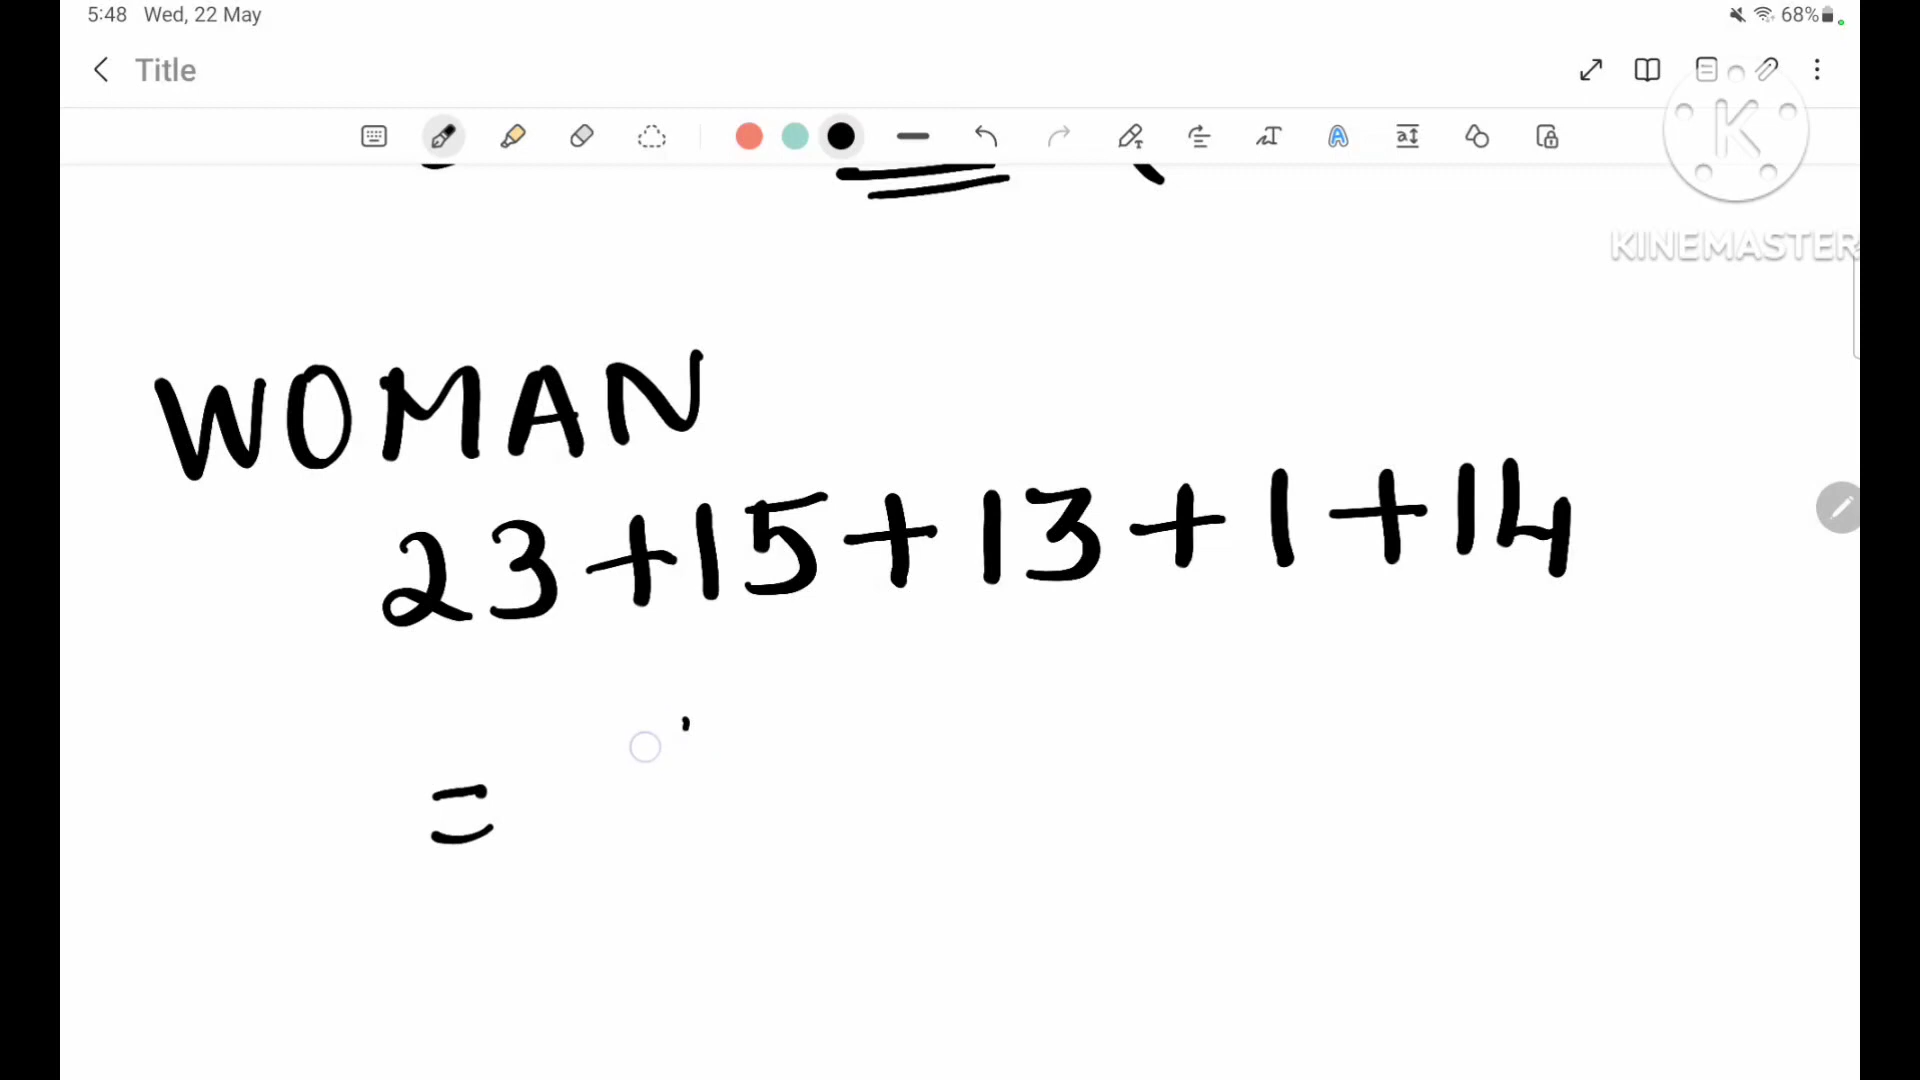 5:48 Wed, 22 May 68%
Title
K
KINEMASTER
WOMAN
23+15+13+1+14
=